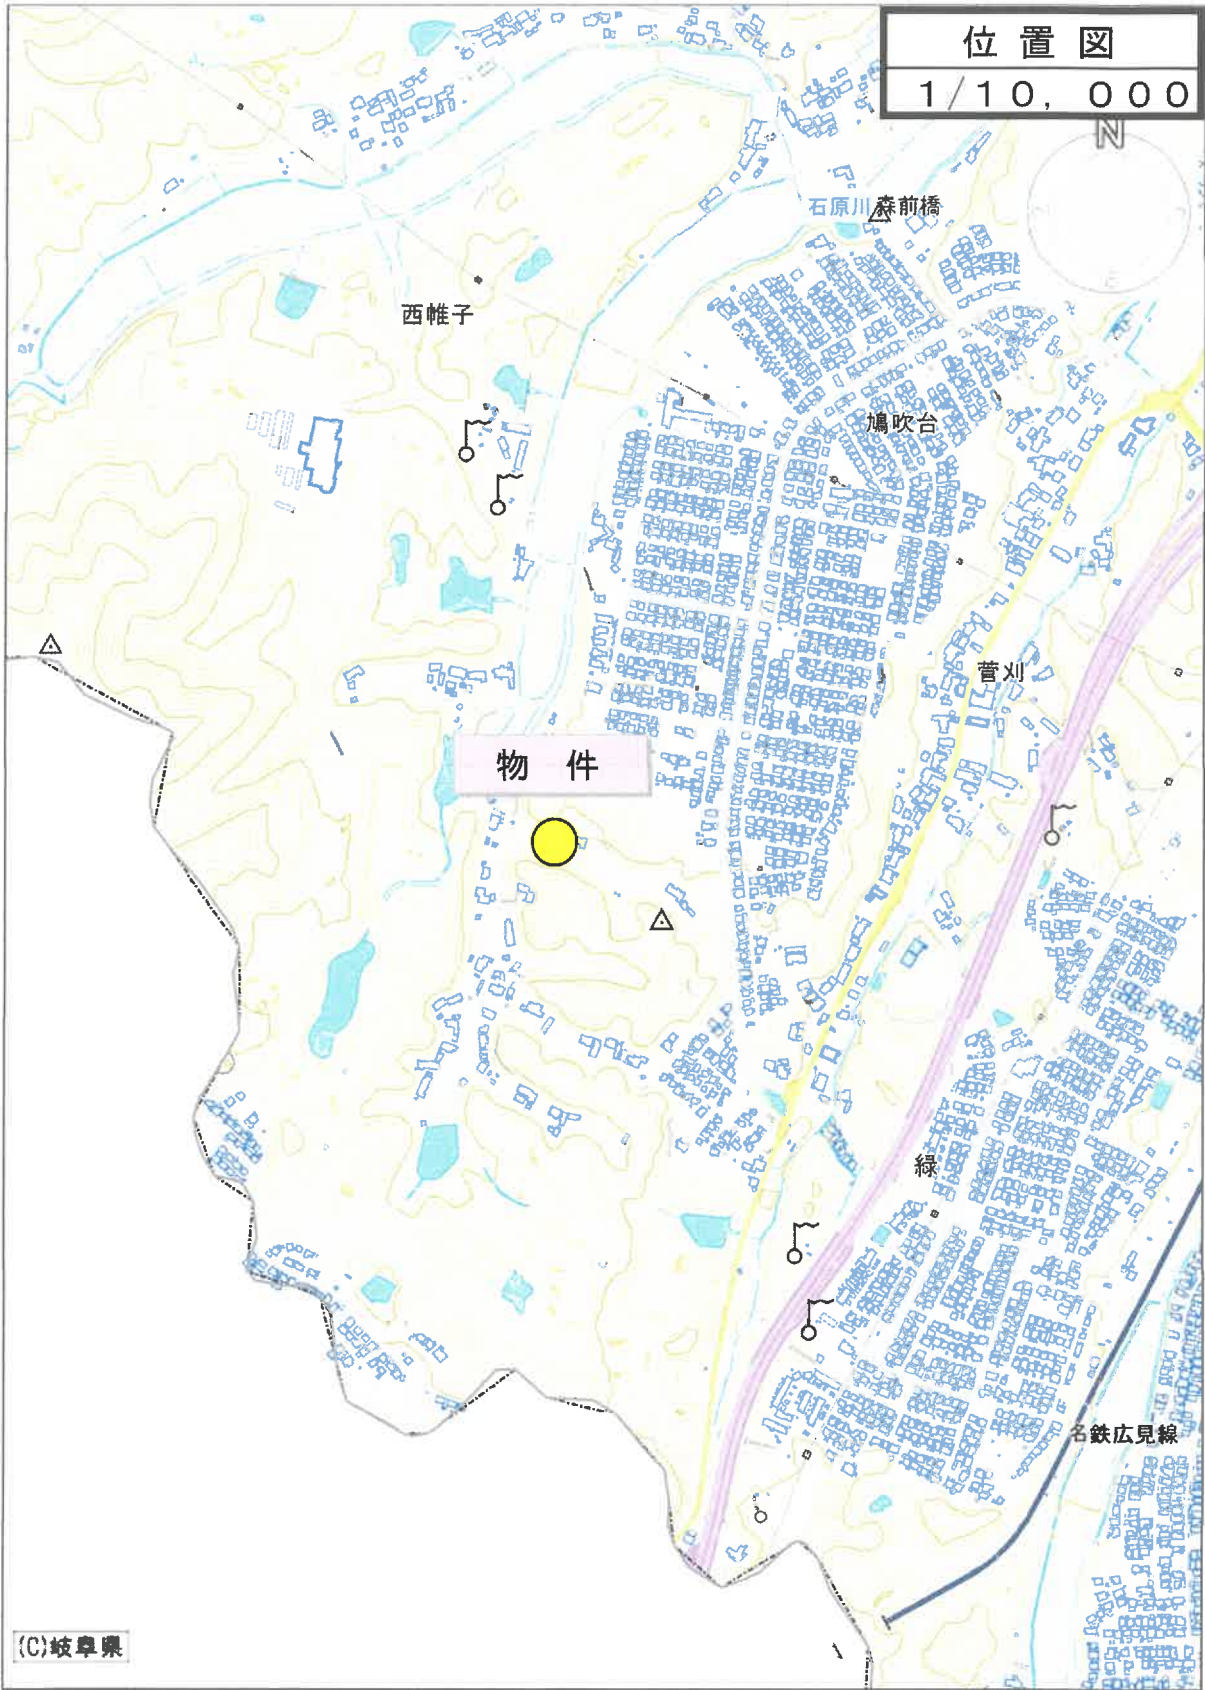 位置図
1/10,000
N
石原川
森前橋
西帷子
鳩吹台
菅刈
物件
緑
名鉄広見線
(C)岐阜県